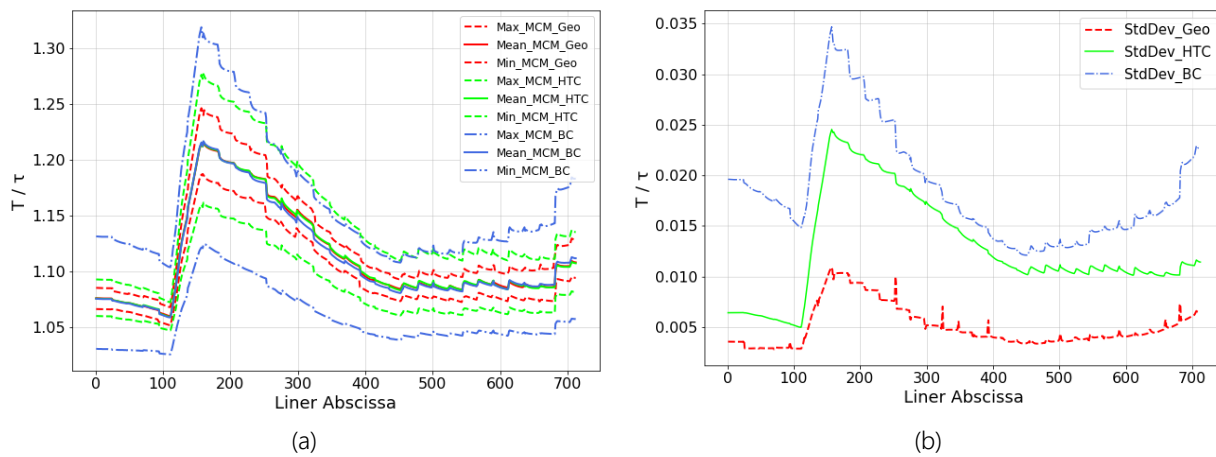 1.30
1.25
1.20
1.15
1.10
1.05
T / τ
0 100 200 300 400 500 600 700
Liner Abscissa
Max_MCM_Geo
Mean_MCM_Geo
Min_MCM_Geo
Max_MCM_HTC
Mean_MCM_HTC
Min_MCM_HTC
Max_MCM_BC
Mean_MCM_BC
Min_MCM_BC
(a)
0.035
0.030
0.025
0.020
0.015
0.010
0.005
T / τ
0 100 200 300 400 500 600 700
Liner Abscissa
StdDev_Geo
StdDev_HTC
StdDev_BC
(b)